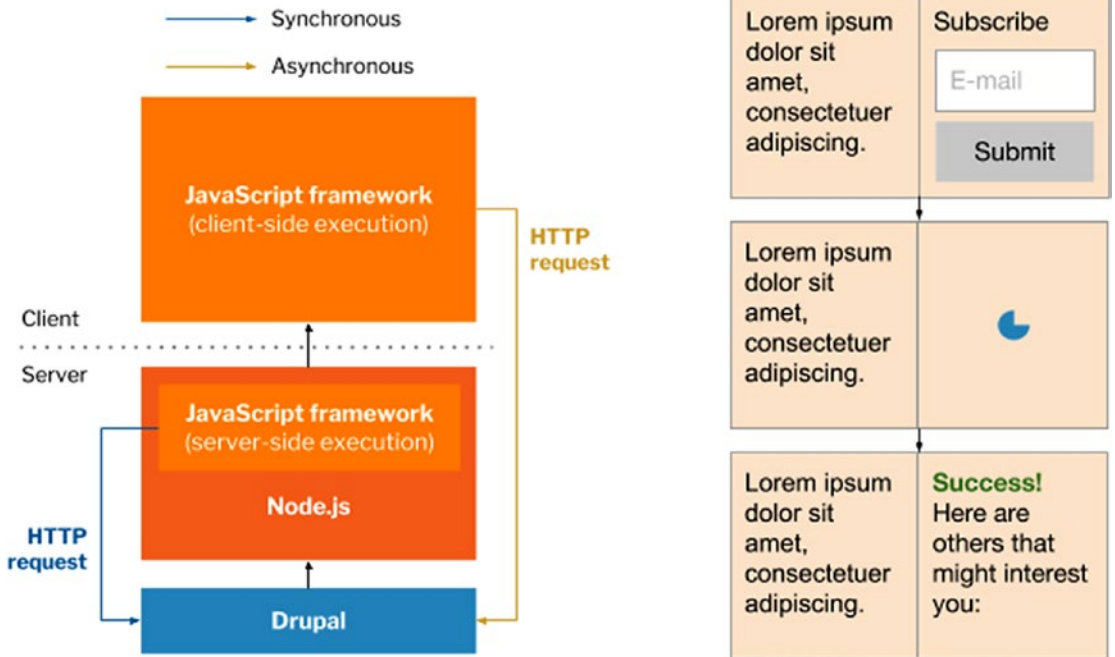 Synchronous
Asynchronous
JavaScript framework
(client-side execution)
HTTP
request
Client
Server
JavaScript framework
(server-side execution)
Node.js
HTTP
request
Drupal
Lorem ipsum
dolor sit
amet,
consectetuer
adipiscing.
Subscribe
E-mail
Submit
Lorem ipsum
dolor sit
amet,
consectetuer
adipiscing.
Lorem ipsum
dolor sit
amet,
consectetuer
adipiscing.
Success!
Here are
others that
might interest
you: